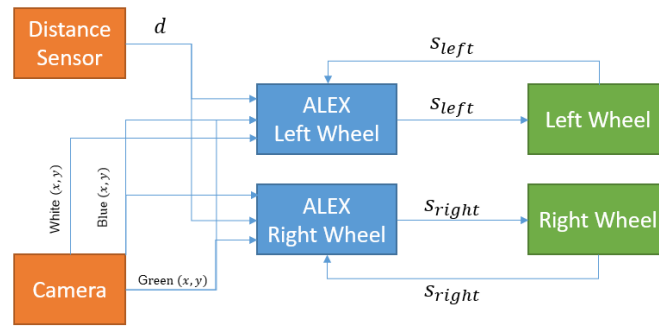 Distance
Sensor
d
ALEX
Left Wheel
s_left
s_left
Left Wheel
White (x, y)
Blue (x, y)
ALEX
Right Wheel
s_right
Right Wheel
Camera
Green (x, y)
s_right